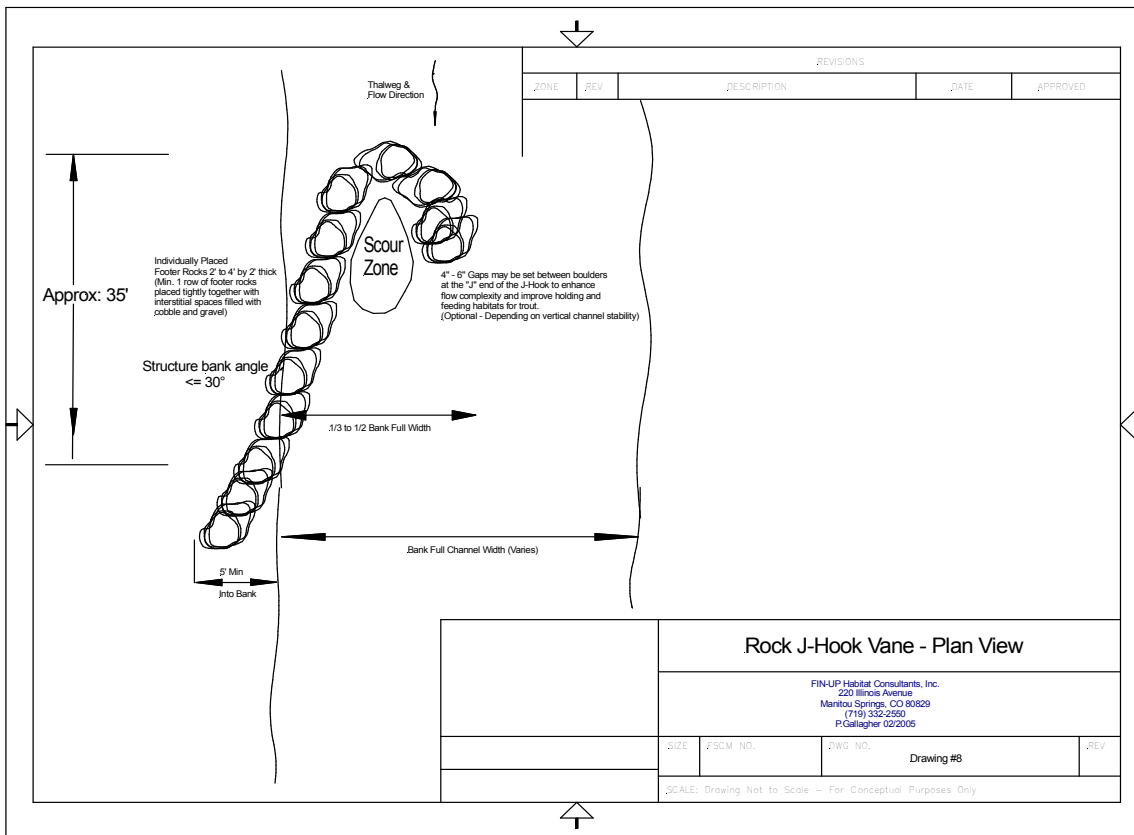 REVISIONS
ZONE REV DESCRIPTION DATE APPROVED
Thalweg &
Flow Direction
Scour
Zone
Individually Placed
Footer Rocks 2' to 4' by 2' thick
(Min. 1 row of footer rocks
placed tightly together with
interstitial spaces filled with
cobble and gravel)
Approx: 35'
4" - 6" Gaps may be set between boulders
at the "J" end of the J-Hook to enhance
flow complexity and improve holding and
feeding habitats for trout.
(Optional - Depending on vertical channel stability)
Structure bank angle
<= 30°
1/3 to 1/2 Bank Full Width
Bank Full Channel Width (Varies)
5' Min
Into Bank
Rock J-Hook Vane - Plan View
FIN-UP Habitat Consultants, Inc.
220 Illinois Avenue
Manitou Springs, CO 80829
(719) 332-2550
P.Gallagher 02/2005
SIZE FSCM NO. DWG NO. REV
Drawing #8
SCALE: Drawing Not to Scale - For Conceptual Purposes Only